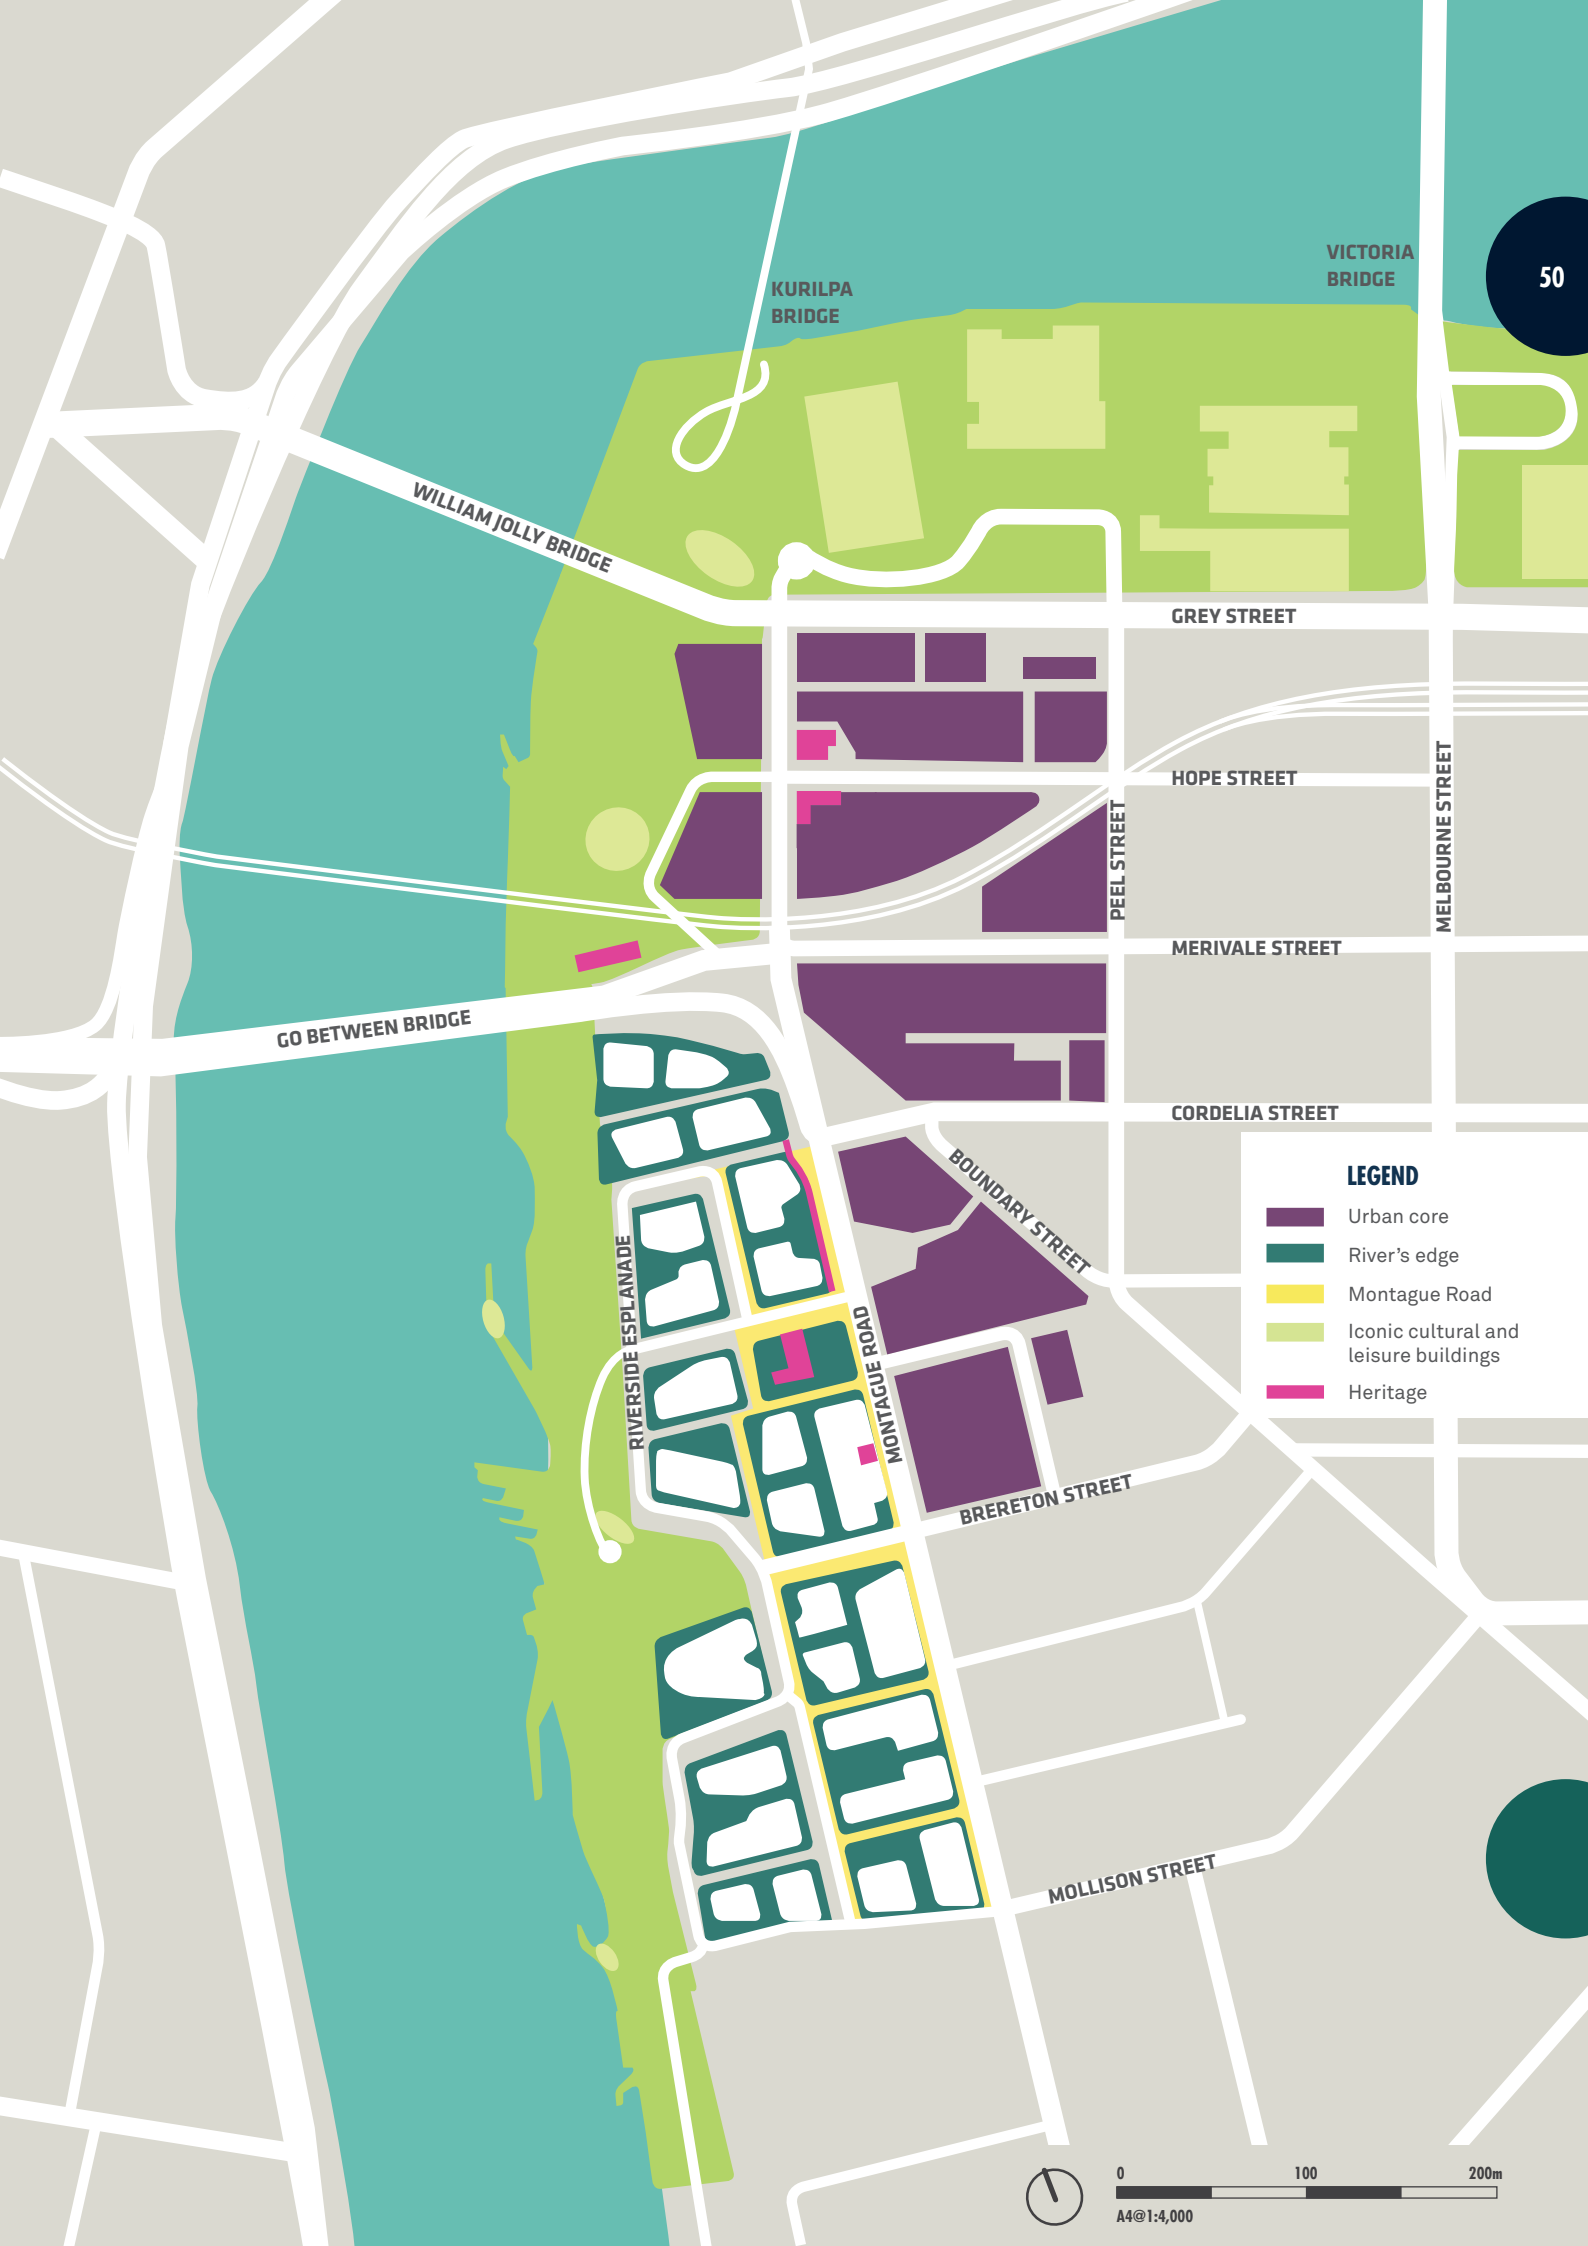 VICTORIA
BRIDGE
50
KURILPA
BRIDGE
WILLIAM JOLLY BRIDGE
GREY STREET
HOPE STREET
PEEL STREET
MELBOURNE STREET
MERIVALE STREET
GO BETWEEN BRIDGE
CORDELIA STREET
BOUNDARY STREET
LEGEND
Urban core
River's edge
Montague Road
Iconic cultural and
leisure buildings
Heritage
RIVERSIDE ESPLANADE
MONTAGUE ROAD
BRERETON STREET
MOLLISON STREET
0 100 200m
A4@1:4,000